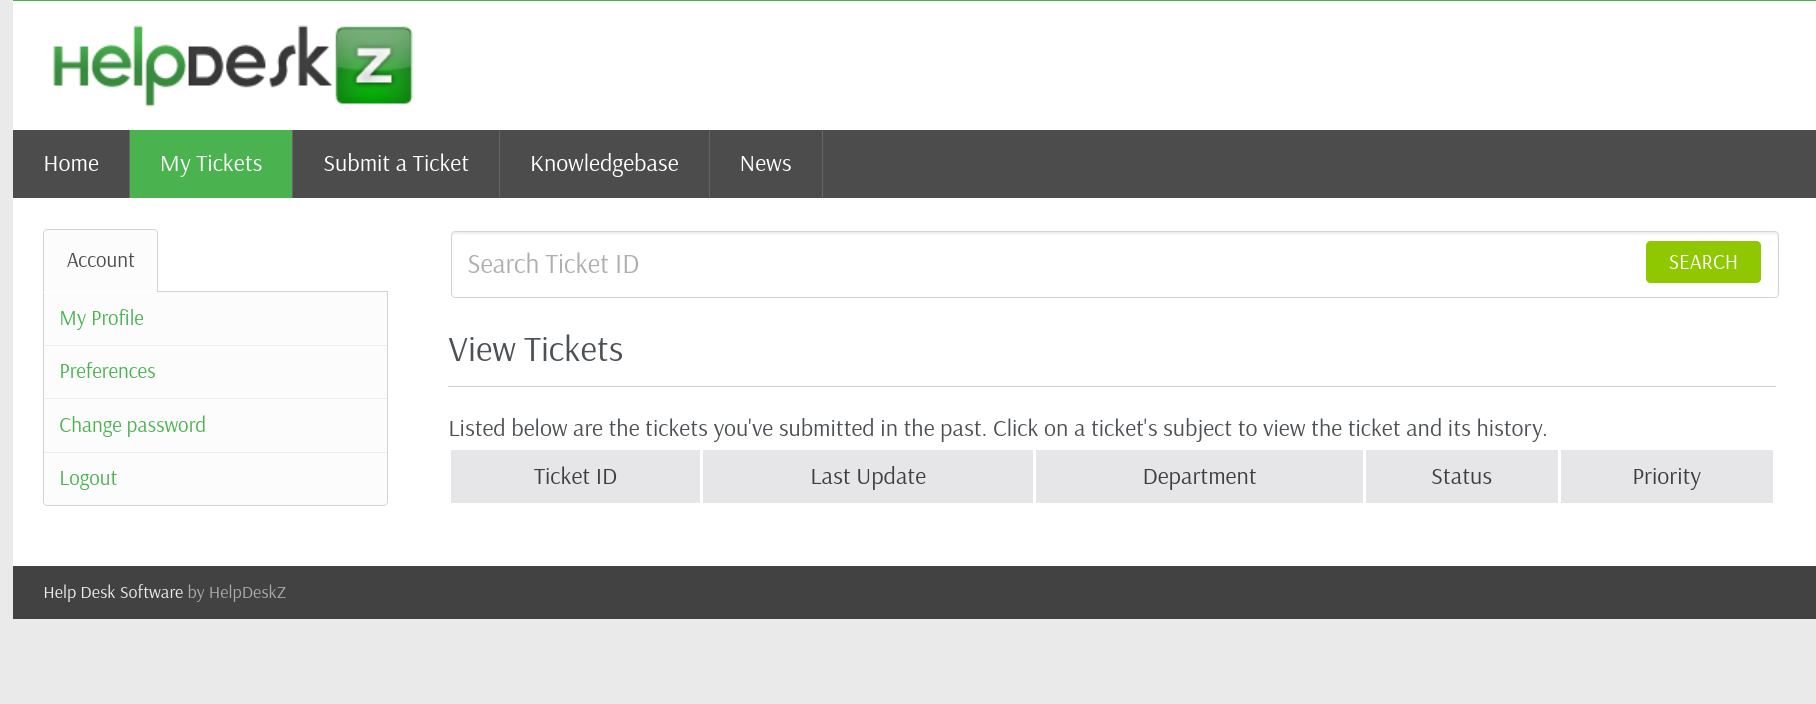 HelpDesk Z
Home My Tickets Submit a Ticket Knowledgebase News
Account
My Profile
Preferences
Change password
Logout
Search Ticket ID SEARCH
View Tickets
Listed below are the tickets you've submitted in the past. Click on a ticket's subject to view the ticket and its history.
Ticket ID Last Update Department Status Priority
Help Desk Software by HelpDeskZ